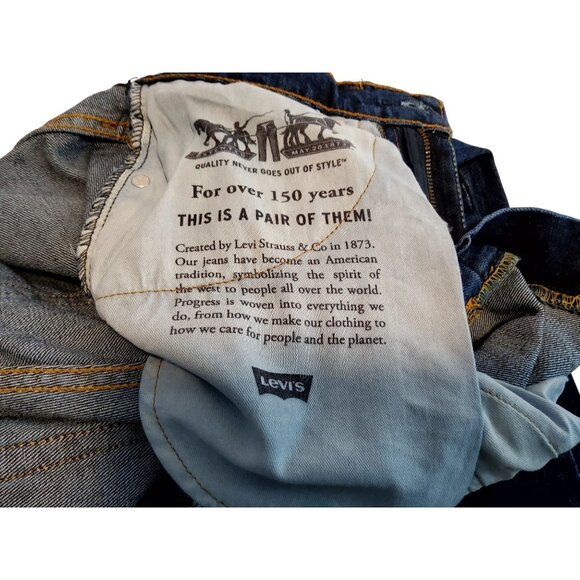 MAY 20 1873
QUALITY NEVER GOES OUT OF STYLE™
For over 150 years
THIS IS A PAIR OF THEM!
Created by Levi Strauss & Co in 1873.
Our jeans have become an American
tradition, symbolizing the spirit of
the west to people all over the world.
Progress is woven into everything we
do, from how we make our clothing to
how we care for people and the planet.
Levi's